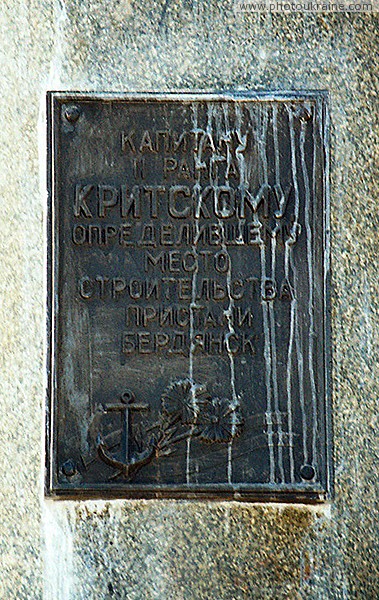 www.photoukraine.com
КАПИТАНУ
II РАНГА
КРИТСКОМУ
ОПРЕДЕЛИВШЕМУ
МЕСТО
СТРОИТЕЛЬСТВА
ПРИСТАНИ
БЕРДЯНСК